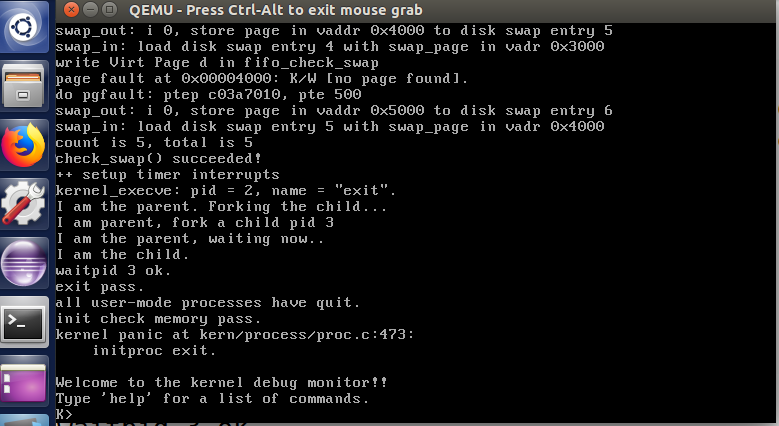 QEMU - Press Ctrl-Alt to exit mouse grab
swap_out: i 0, store page in vaddr 0x4000 to disk swap entry 5
swap_in: load disk swap entry 4 with swap_page in vadr 0x3000
write Virt Page d in fifo_check_swap
page fault at 0x00004000: K/W [no page found].
do pgfault: ptep c03a7010, pte 500
swap_out: i 0, store page in vaddr 0x5000 to disk swap entry 6
swap_in: load disk swap entry 5 with swap_page in vadr 0x4000
count is 5, total is 5
check_swap() succeeded!
++ setup timer interrupts
kernel_execve: pid = 2, name = "exit".
I am the parent. Forking the child...
I am parent, fork a child pid 3
I am the parent, waiting now..
I am the child.
waitpid 3 ok.
exit pass.
all user-mode processes have quit.
init check memory pass.
kernel panic at kern/process/proc.c:473:
    initproc exit.
Welcome to the kernel debug monitor!!
Type 'help' for a list of commands.
K>